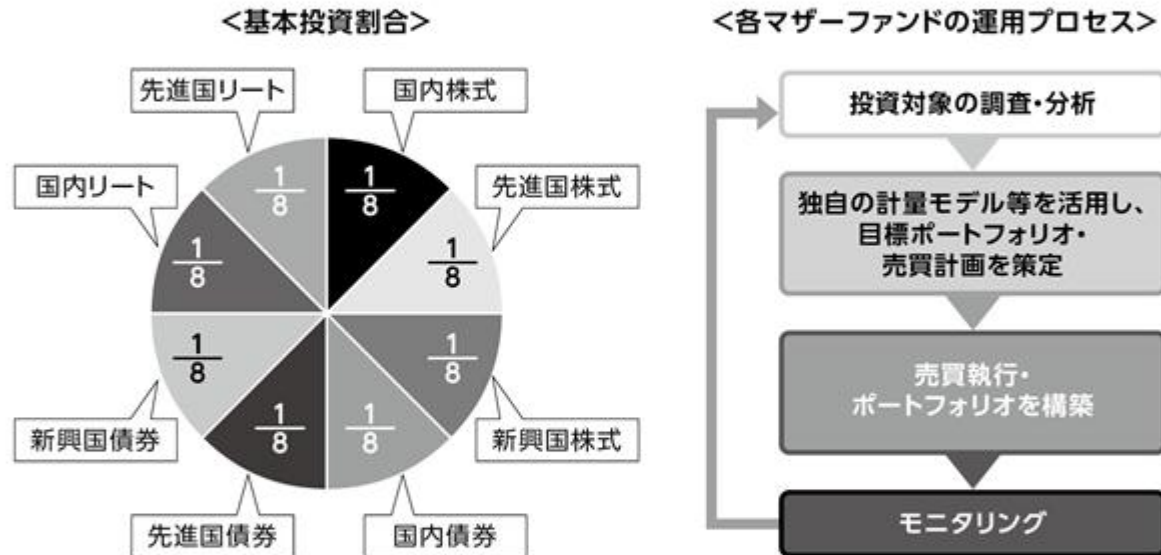 <基本投資割合>
先進国リート
国内株式
国内リート
先進国株式
1/8
1/8
1/8
1/8
1/8
1/8
1/8
1/8
新興国債券
新興国株式
先進国債券
国内債券
<各マザーファンドの運用プロセス>
投資対象の調査・分析
独自の計量モデル等を活用し、
目標ポートフォリオ・
売買計画を策定
売買執行・
ポートフォリオを構築
モニタリング